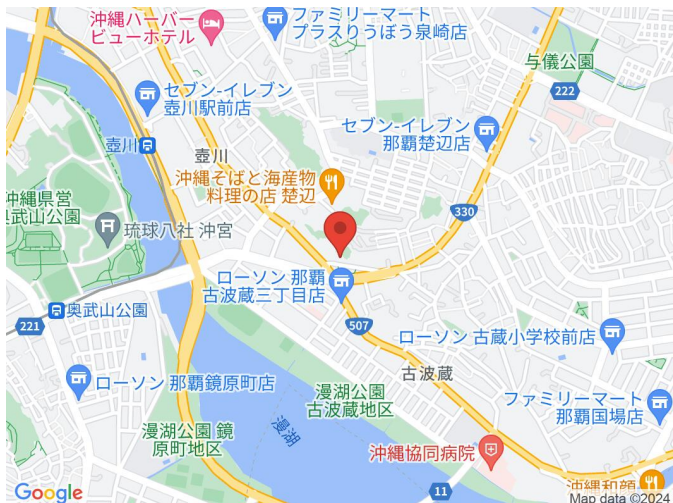 沖縄ハーバー
ビューホテル
ファミリーマート
プラスりうぼう泉崎店
与儀公園
222
セブン-イレブン
壺川駅前店
セブン-イレブン
那覇楚辺店
壺川
壺川
沖縄そばと海産物
料理の店 楚辺
沖縄県営
奥武山公園
琉球八社 沖宮
330
ローソン 那覇
古波蔵三丁目店
奥武山公園
221
507
ローソン 古蔵小学校前店
ローソン 那覇鏡原町店
古波蔵
漫湖公園
古波蔵地区
ファミリーマート
那覇国場店
漫湖公園 鏡
原町地区
漫湖
沖縄協同病院
11
沖縄和顔
Google
Map data ©2024